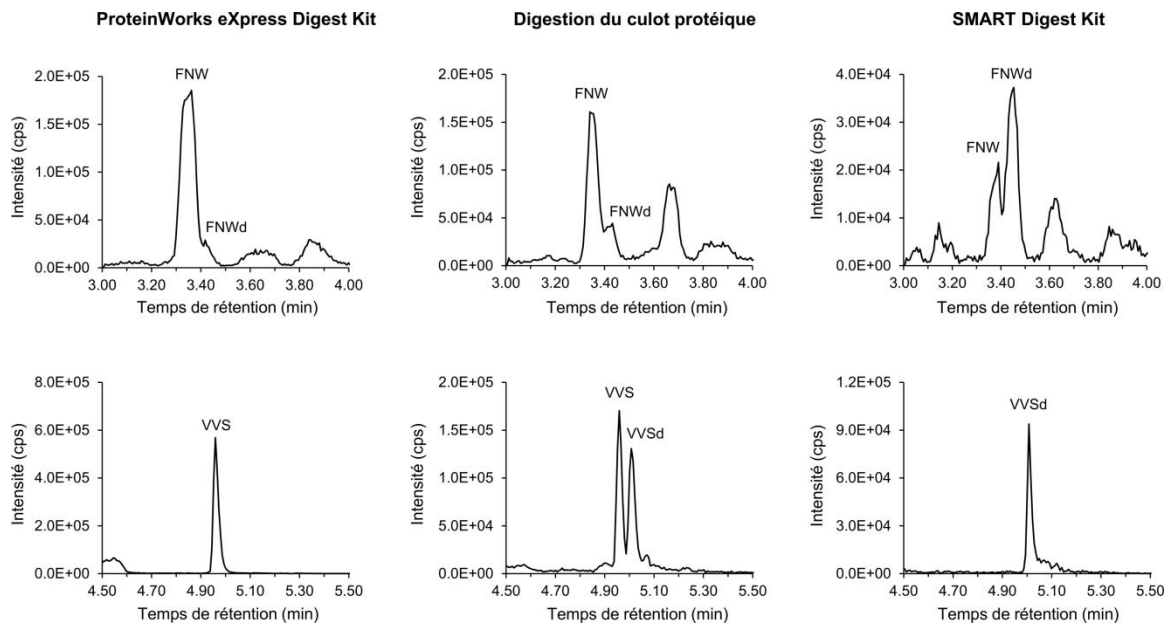 ProteinWorks eXpress Digest Kit
Digestion du culot protéique
SMART Digest Kit
Intensité (cps)
2.0E+05
1.5E+05
1.0E+05
5.0E+04
0.0E+00
FNW
FNWd
3.00 3.20 3.40 3.60 3.80 4.00
Temps de rétention (min)
Intensité (cps)
2.0E+05
1.5E+05
1.0E+05
5.0E+04
0.0E+00
FNW
FNWd
3.00 3.20 3.40 3.60 3.80 4.00
Temps de rétention (min)
Intensité (cps)
4.0E+04
3.0E+04
2.0E+04
1.0E+04
0.0E+00
FNWd
FNW
3.00 3.20 3.40 3.60 3.80 4.00
Temps de rétention (min)
Intensité (cps)
8.0E+05
6.0E+05
4.0E+05
2.0E+05
0.0E+00
VVS
4.50 4.70 4.90 5.10 5.30 5.50
Temps de rétention (min)
Intensité (cps)
2.0E+05
1.5E+05
1.0E+05
5.0E+04
0.0E+00
VVS
VVSd
4.50 4.70 4.90 5.10 5.30 5.50
Temps de rétention (min)
Intensité (cps)
1.2E+05
9.0E+04
6.0E+04
3.0E+04
0.0E+00
VVSd
4.50 4.70 4.90 5.10 5.30 5.50
Temps de rétention (min)